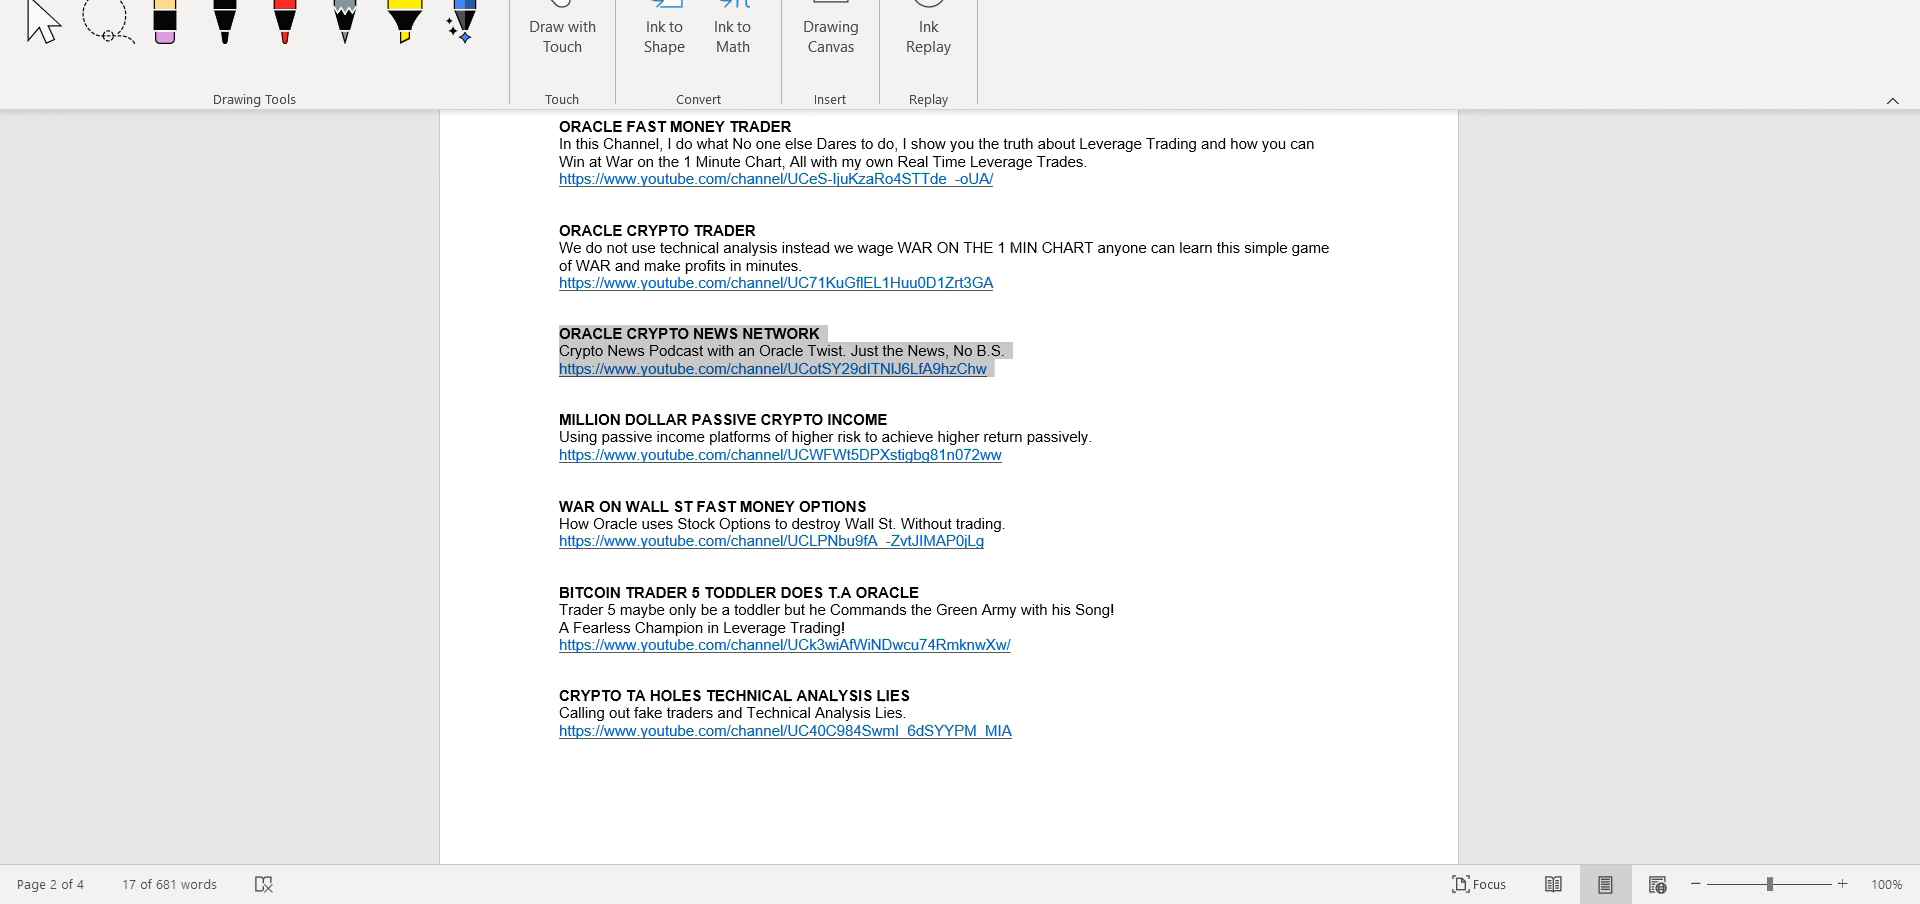 Draw with Touch
Ink to Shape
Ink to Math
Drawing Canvas
Ink Replay
Drawing Tools
Touch
Convert
Insert
Replay
ORACLE FAST MONEY TRADER
In this Channel, I do what No one else Dares to do, I show you the truth about Leverage Trading and how you can
Win at War on the 1 Minute Chart, All with my own Real Time Leverage Trades.
https://www.youtube.com/channel/UCeS-IjuKzaRo4STTde_-oUA/
ORACLE CRYPTO TRADER
We do not use technical analysis instead we wage WAR ON THE 1 MIN CHART anyone can learn this simple game
of WAR and make profits in minutes.
https://www.youtube.com/channel/UC71KuGflEL1Huu0D1Zrt3GA
ORACLE CRYPTO NEWS NETWORK
Crypto News Podcast with an Oracle Twist. Just the News, No B.S.
https://www.youtube.com/channel/UCotSY29dITNlJ6LfA9hzChw
MILLION DOLLAR PASSIVE CRYPTO INCOME
Using passive income platforms of higher risk to achieve higher return passively.
https://www.youtube.com/channel/UCWFWt5DPXstigbg81n072ww
WAR ON WALL ST FAST MONEY OPTIONS
How Oracle uses Stock Options to destroy Wall St. Without trading.
https://www.youtube.com/channel/UCLPNbu9fA_-ZvtJIMAP0jLg
BITCOIN TRADER 5 TODDLER DOES T.A ORACLE
Trader 5 maybe only be a toddler but he Commands the Green Army with his Song!
A Fearless Champion in Leverage Trading!
https://www.youtube.com/channel/UCk3wiAfWiNDwcu74RmknwXw/
CRYPTO TA HOLES TECHNICAL ANALYSIS LIES
Calling out fake traders and Technical Analysis Lies.
https://www.youtube.com/channel/UC40C984Swml_6dSYYPM_MIA
Page 2 of 4
17 of 681 words
Focus
100%